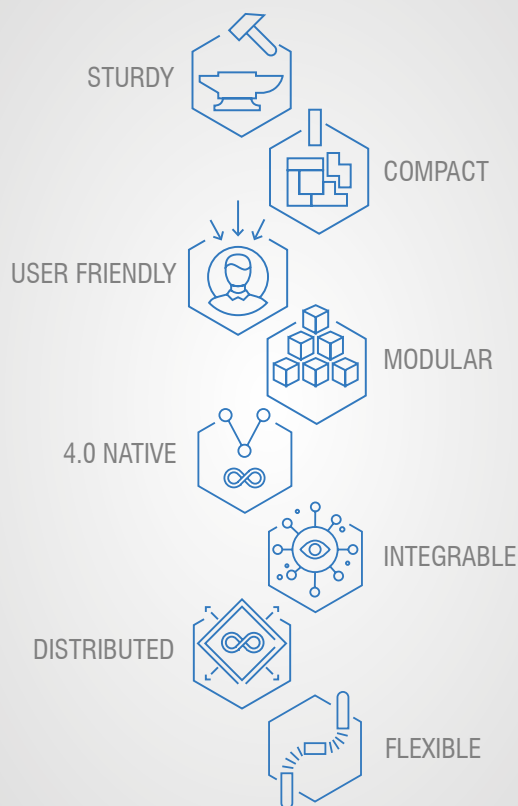 STURDY
COMPACT
USER FRIENDLY
MODULAR
4.0 NATIVE
INTEGRABLE
DISTRIBUTED
FLEXIBLE